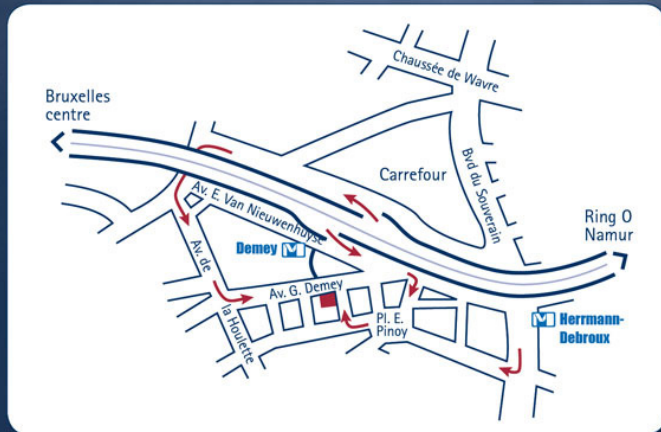 Chaussée de Wavre
Bruxelles
centre
Carrefour
Bvd du Souverain
Av. E. Van Nieuwenhuyse
Ring O
Namur
Demey M
Av. de
la Houlette
Av. G. Demey
Pl. E.
Pinoy
M Herrmann-
Debroux